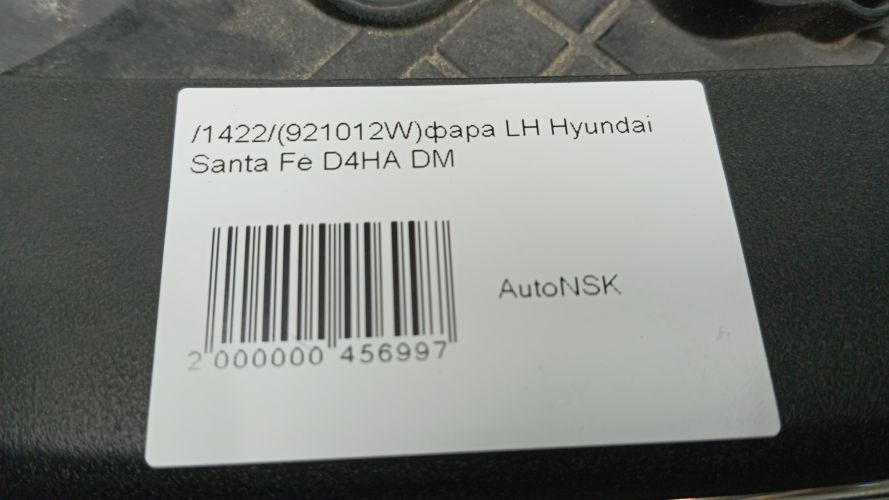 /1422/(921012W)фара LH Hyundai
Santa Fe D4HA DM
AutoNSK
2 000000 456997